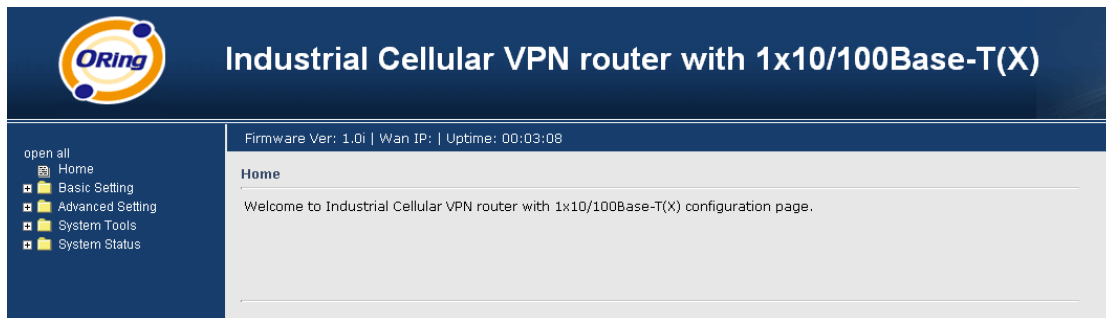 ORing
Industrial Cellular VPN router with 1x10/100Base-T(X)
Firmware Ver: 1.0i | Wan IP: | Uptime: 00:03:08
open all
Home
Basic Setting
Advanced Setting
System Tools
System Status
Home
Welcome to Industrial Cellular VPN router with 1x10/100Base-T(X) configuration page.